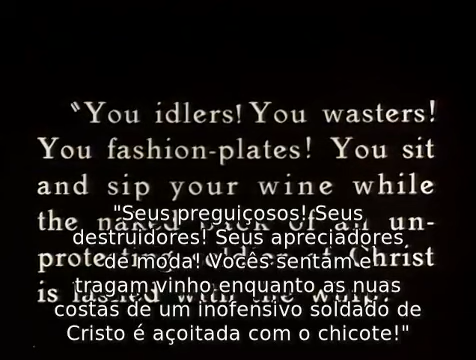 "You idlers! You wasters!
You fashion-plates! You sit
and sip your wine while
the naked back of an un-
of Christ
is lashed with the whip.
"Seus preguiçosos! Seus
destruidores! Seus apreciadores
de moda! Vocês sentam e
tragam vinho enquanto as nuas
costas de um inofensivo soldado de
Cristo é açoitada com o chicote!"